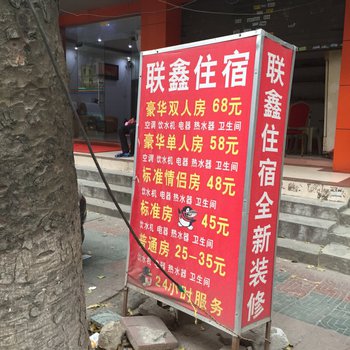 联鑫住宿
豪华双人房 68元
空调 饮水机 电器 热水器 卫生间
豪华单人房 58元
空调 饮水机 电器 热水器 卫生间
标准情侣房 48元
饮水机 电器 热水器 卫生间
标准房 45元
饮水机 电器 热水器 卫生间
普通房 25-35元
饮水机 电器 热水器 卫生间
24小时服务
联鑫住宿全新装修